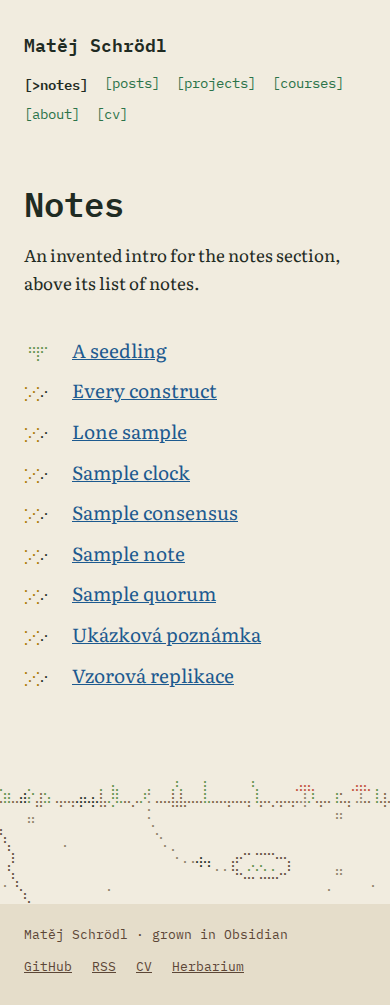 Matěj Schrödl
[>notes] [posts] [projects] [courses]
[about] [cv]
Notes
An invented intro for the notes section,
above its list of notes.
A seedling
Every construct
Lone sample
Sample clock
Sample consensus
Sample note
Sample quorum
Ukázková poznámka
Vzorová replikace
Matěj Schrödl · grown in Obsidian
GitHub RSS CV Herbarium